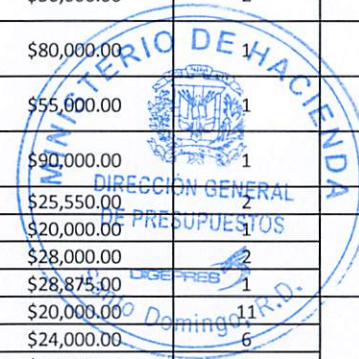 $80,000.00 1
$55,000.00 1
$90,000.00 1
$25,550.00 2
$20,000.00 1
$28,000.00 2
$28,875.00 1
$20,000.00 11
$24,000.00 6
MINISTERIO DE HACIENDA
DIRECCIÓN GENERAL
DE PRESUPUESTOS
DIGEPRES
Santo Domingo, R.D.